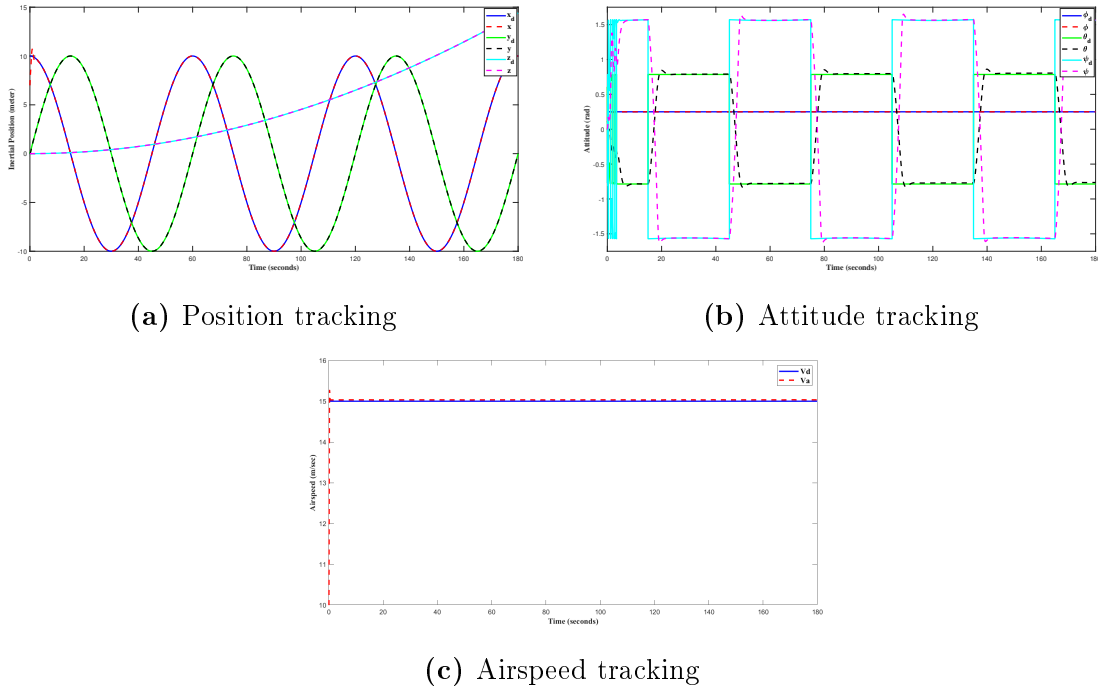 15
10
5
0
-5
-10
0
20
40
60
80
100
120
140
160
180
Inertial Position (meter)
Time (seconds)
x_d
x
y_d
y
z_d
z
(a) Position tracking
1.5
1
0.5
0
-0.5
-1
-1.5
0
20
40
60
80
100
120
140
160
180
Attitude (rad)
Time (seconds)
ϕ_d
ϕ
θ_d
θ
ψ_d
ψ
(b) Attitude tracking
16
15
14
13
12
11
10
0
20
40
60
80
100
120
140
160
180
Airspeed (m/sec)
Time (seconds)
Vd
Va
(c) Airspeed tracking